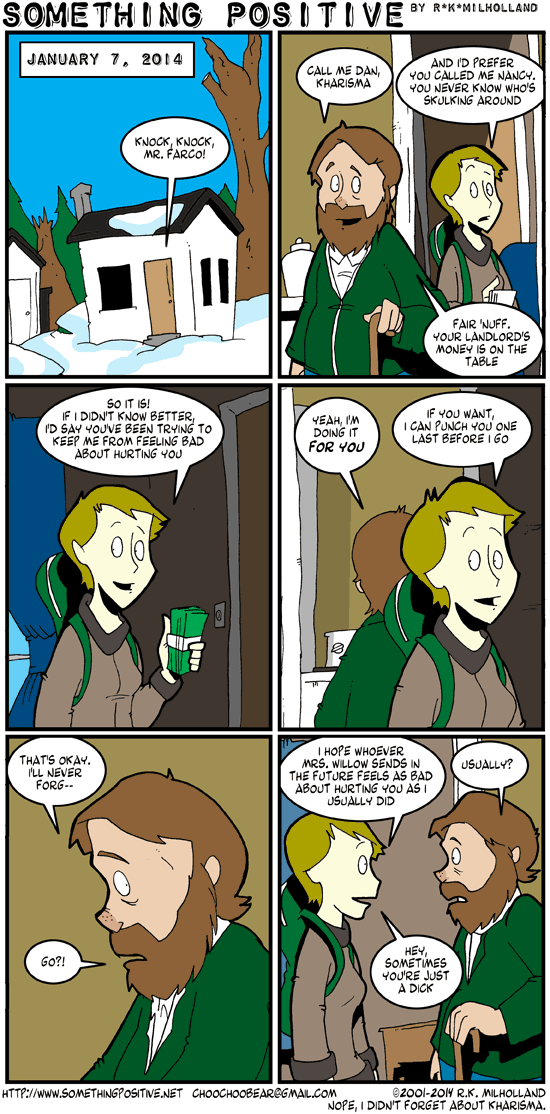 SOMETHING POSITIVE BY R*K*MILHOLLAND
JANUARY 7, 2014
KNOCK, KNOCK,
MR. FARCO!
CALL ME DAN,
KHARISMA
AND I'D PREFER
YOU CALLED ME NANCY.
YOU NEVER KNOW WHO'S
SKULKING AROUND
FAIR 'NUFF.
YOUR LANDLORD'S
MONEY IS ON THE
TABLE
SO IT IS!
IF I DIDN'T KNOW BETTER,
I'D SAY YOU'VE BEEN TRYING TO
KEEP ME FROM FEELING BAD
ABOUT HURTING YOU
YEAH, I'M
DOING IT
FOR YOU
IF YOU WANT,
I CAN PUNCH YOU ONE
LAST BEFORE I GO
THAT'S OKAY.
I'LL NEVER
FORG--
GO?!
I HOPE WHOEVER
MRS. WILLOW SENDS IN
THE FUTURE FEELS AS BAD
ABOUT HURTING YOU AS I
USUALLY DID
USUALLY?
HEY,
SOMETIMES
YOU'RE JUST
A DICK
HTTP://WWW.SOMETHINGPOSITIVE.NET CHOOCHOOBEAR@GMAIL.COM ©2001-2014 R.K. MILHOLLAND
NOPE, I DIDN'T FORGET ABOUT KHARISMA.